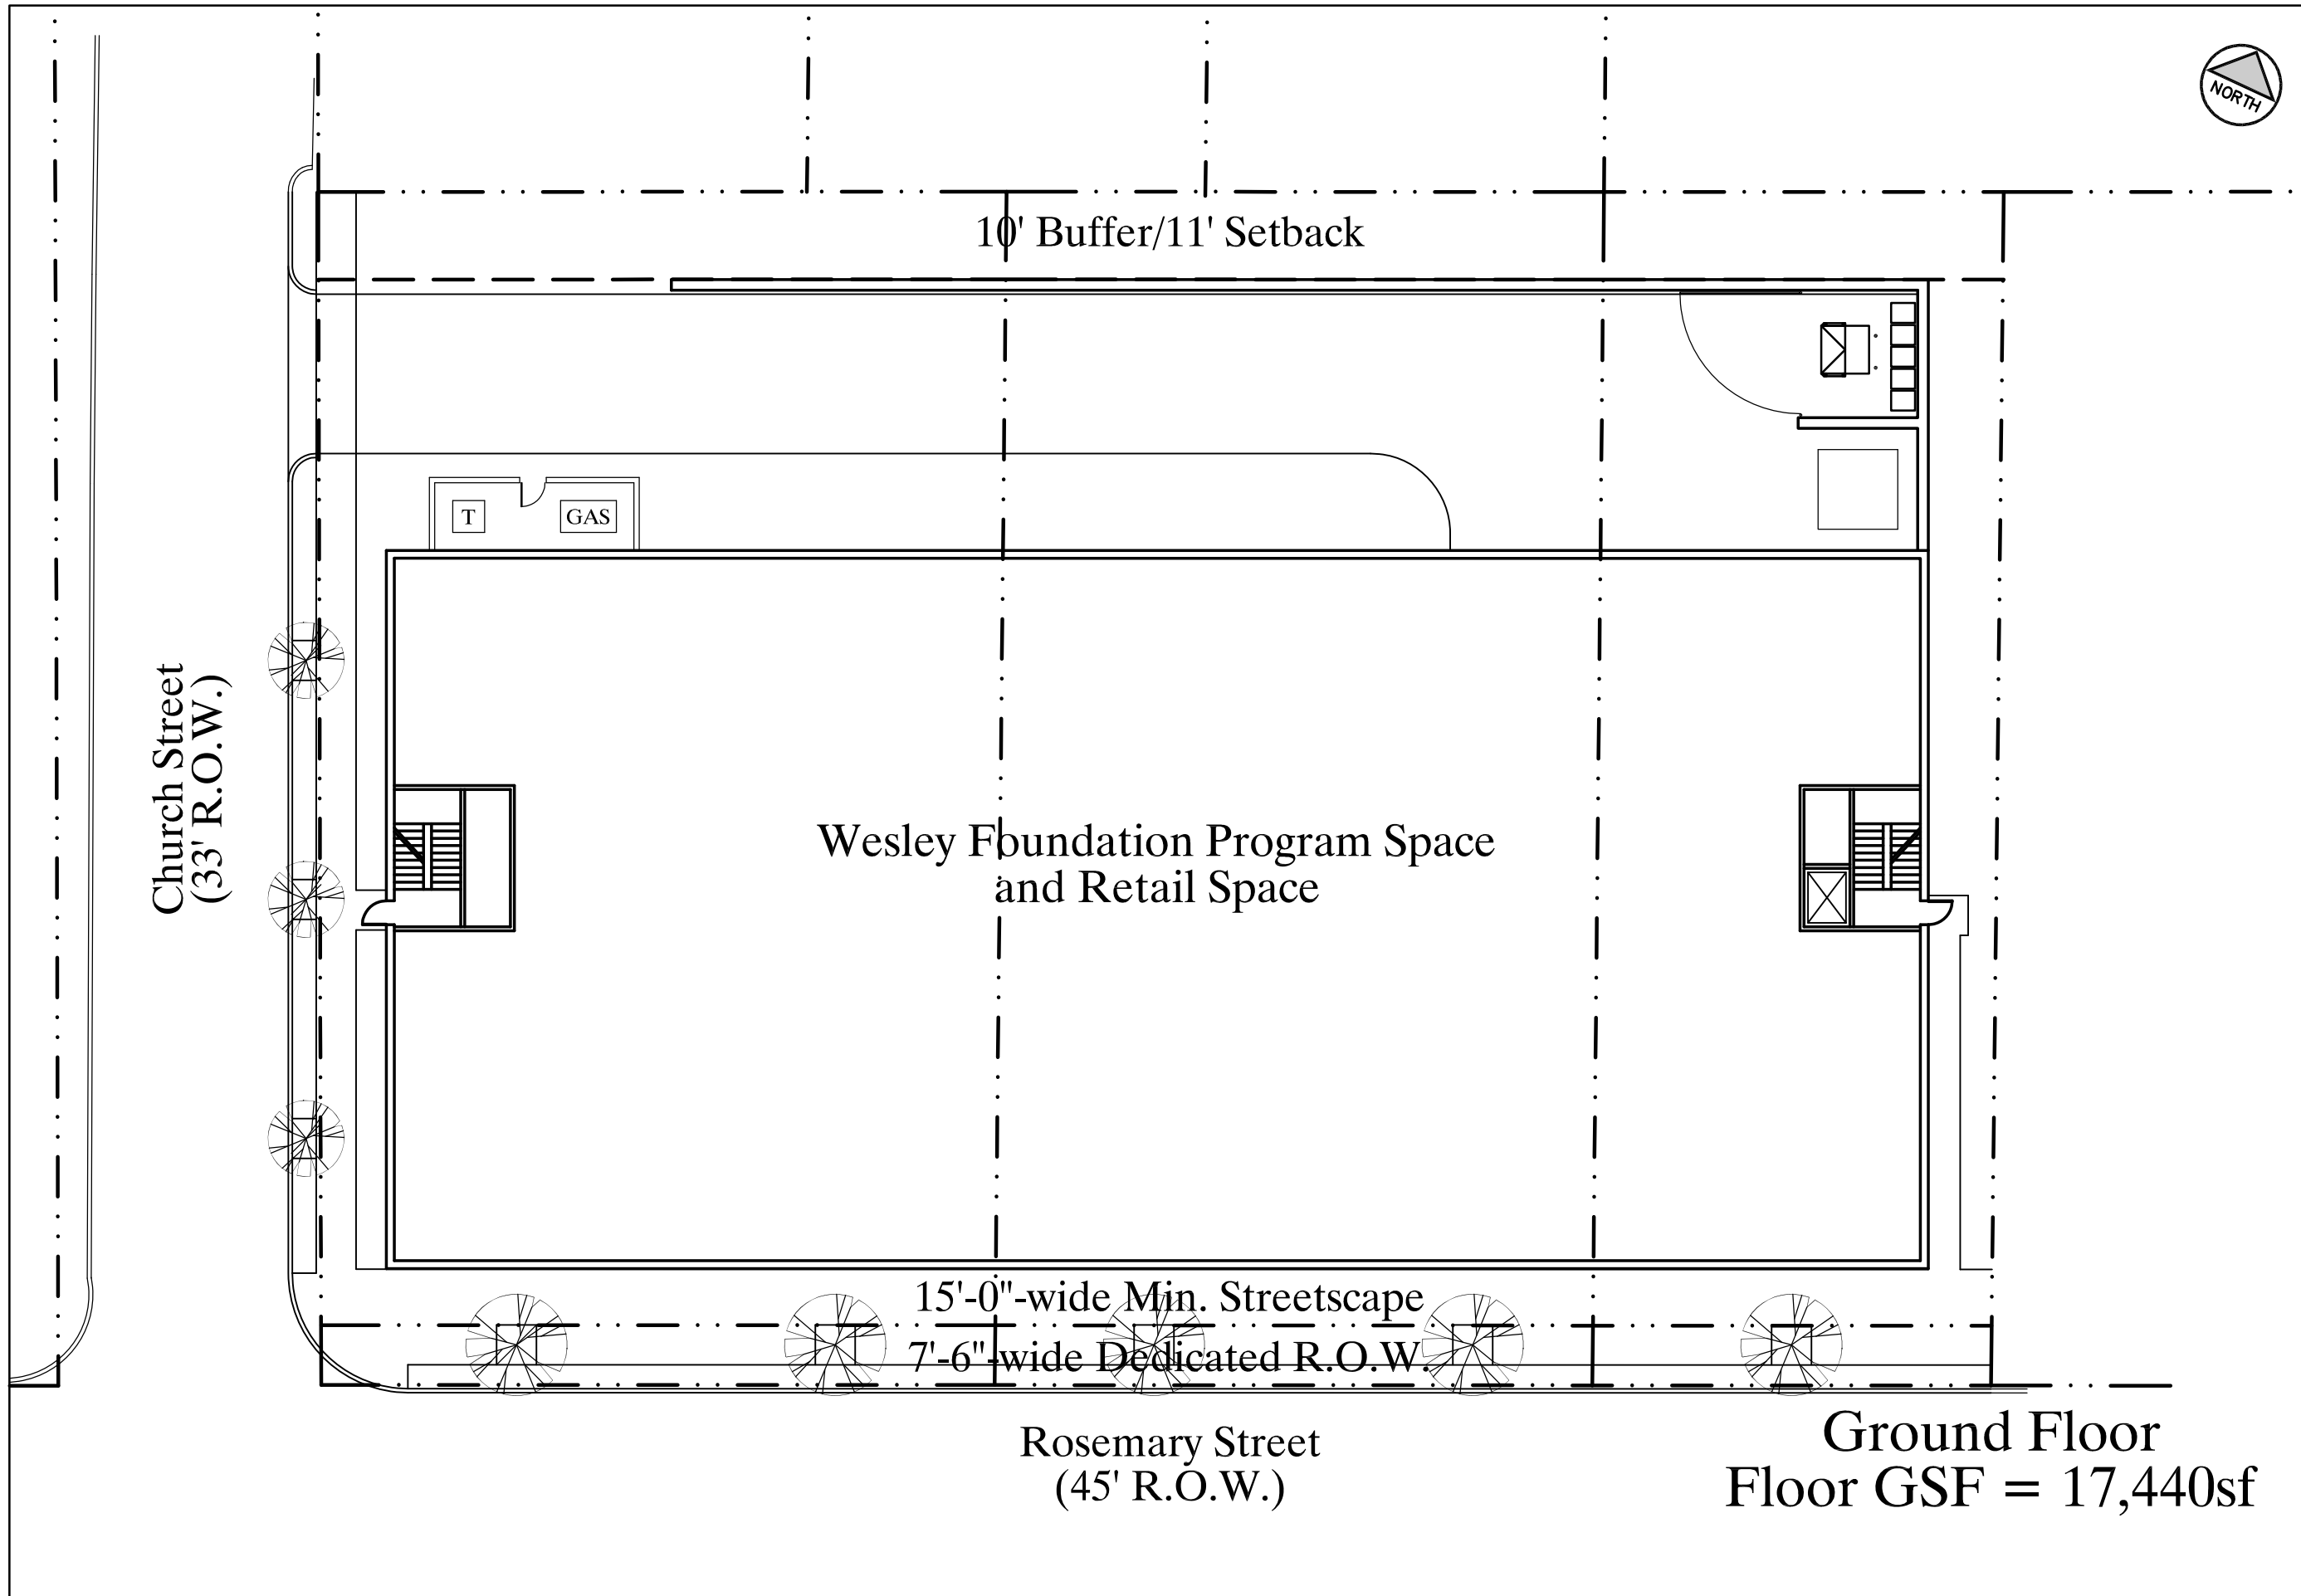 NORTH
10' Buffer/11' Setback
T
GAS
Church Street
(33' R.O.W.)
Wesley Foundation Program Space
and Retail Space
15'-0"-wide Min. Streetscape
7'-6"-wide Dedicated R.O.W.
Rosemary Street
(45' R.O.W.)
Ground Floor
Floor GSF = 17,440sf